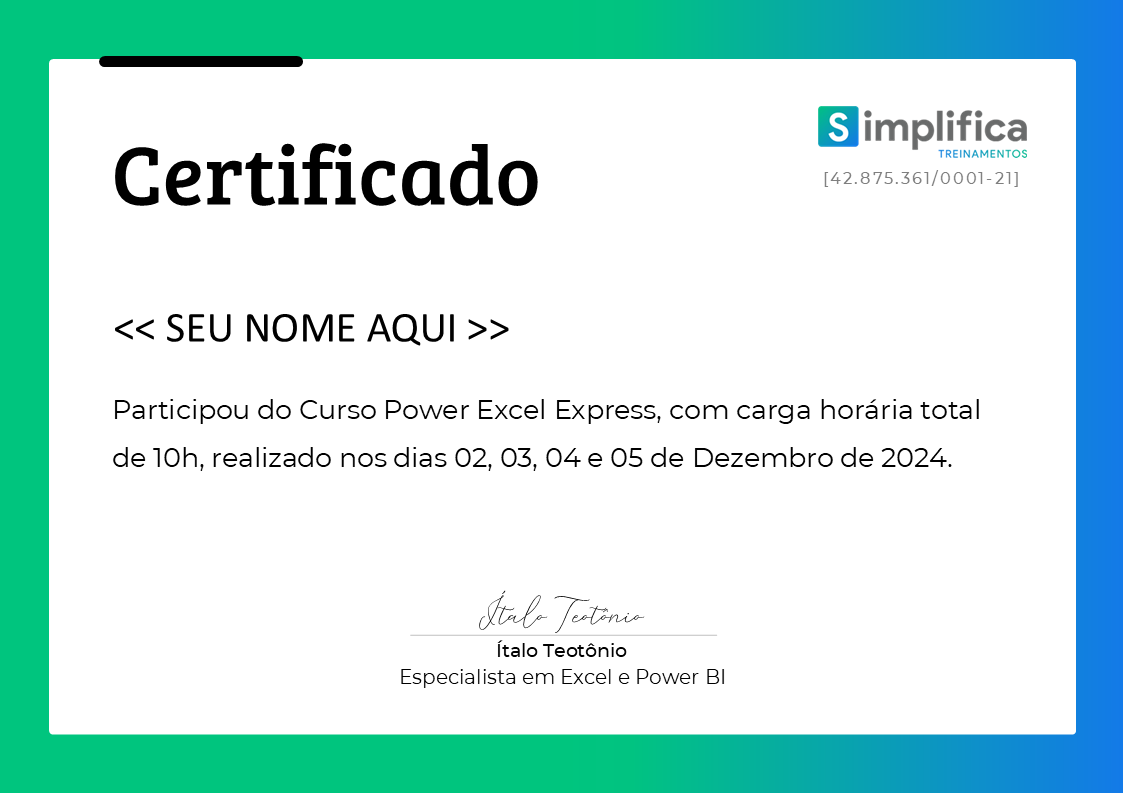 Simplifica
TREINAMENTOS
[42.875.361/0001-21]
Certificado
<< SEU NOME AQUI >>
Participou do Curso Power Excel Express, com carga horária total
de 10h, realizado nos dias 02, 03, 04 e 05 de Dezembro de 2024.
Ítalo Teotônio
Ítalo Teotônio
Especialista em Excel e Power BI